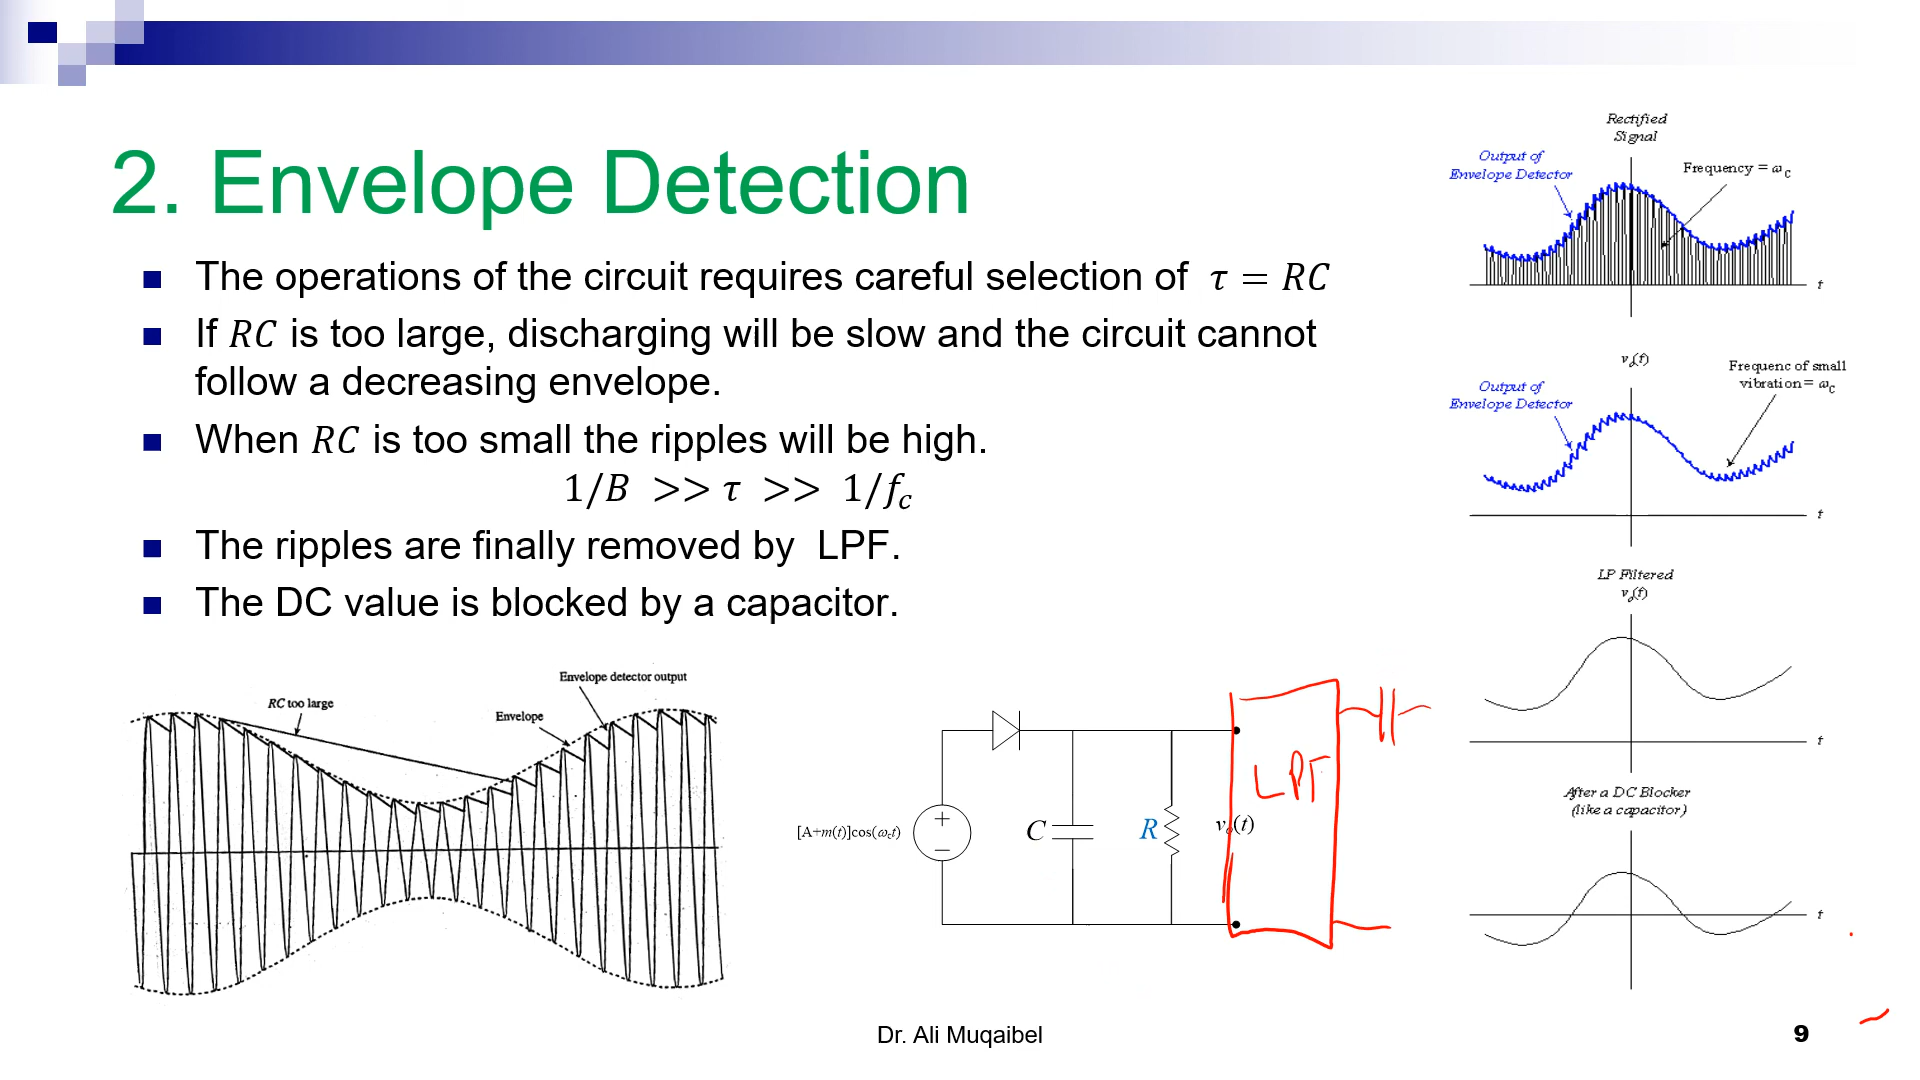 2. Envelope Detection
The operations of the circuit requires careful selection of τ = RC
If RC is too large, discharging will be slow and the circuit cannot
follow a decreasing envelope.
When RC is too small the ripples will be high.
1/B >> τ >> 1/f_c
The ripples are finally removed by LPF.
The DC value is blocked by a capacitor.
Rectified
Signal
Output of
Envelope Detector
Frequency = ω_C
t
v_o(t)
Frequenc of small
vibration = ω_C
Output of
Envelope Detector
t
LP Filtered
v_o(t)
t
After a DC Blocker
(like a capacitor)
t
Envelope detector output
RC too large
Envelope
[A+m(t)]cos(ω_ct)
+
−
C
R
v_o(t)
LPF
Dr. Ali Muqaibel
9